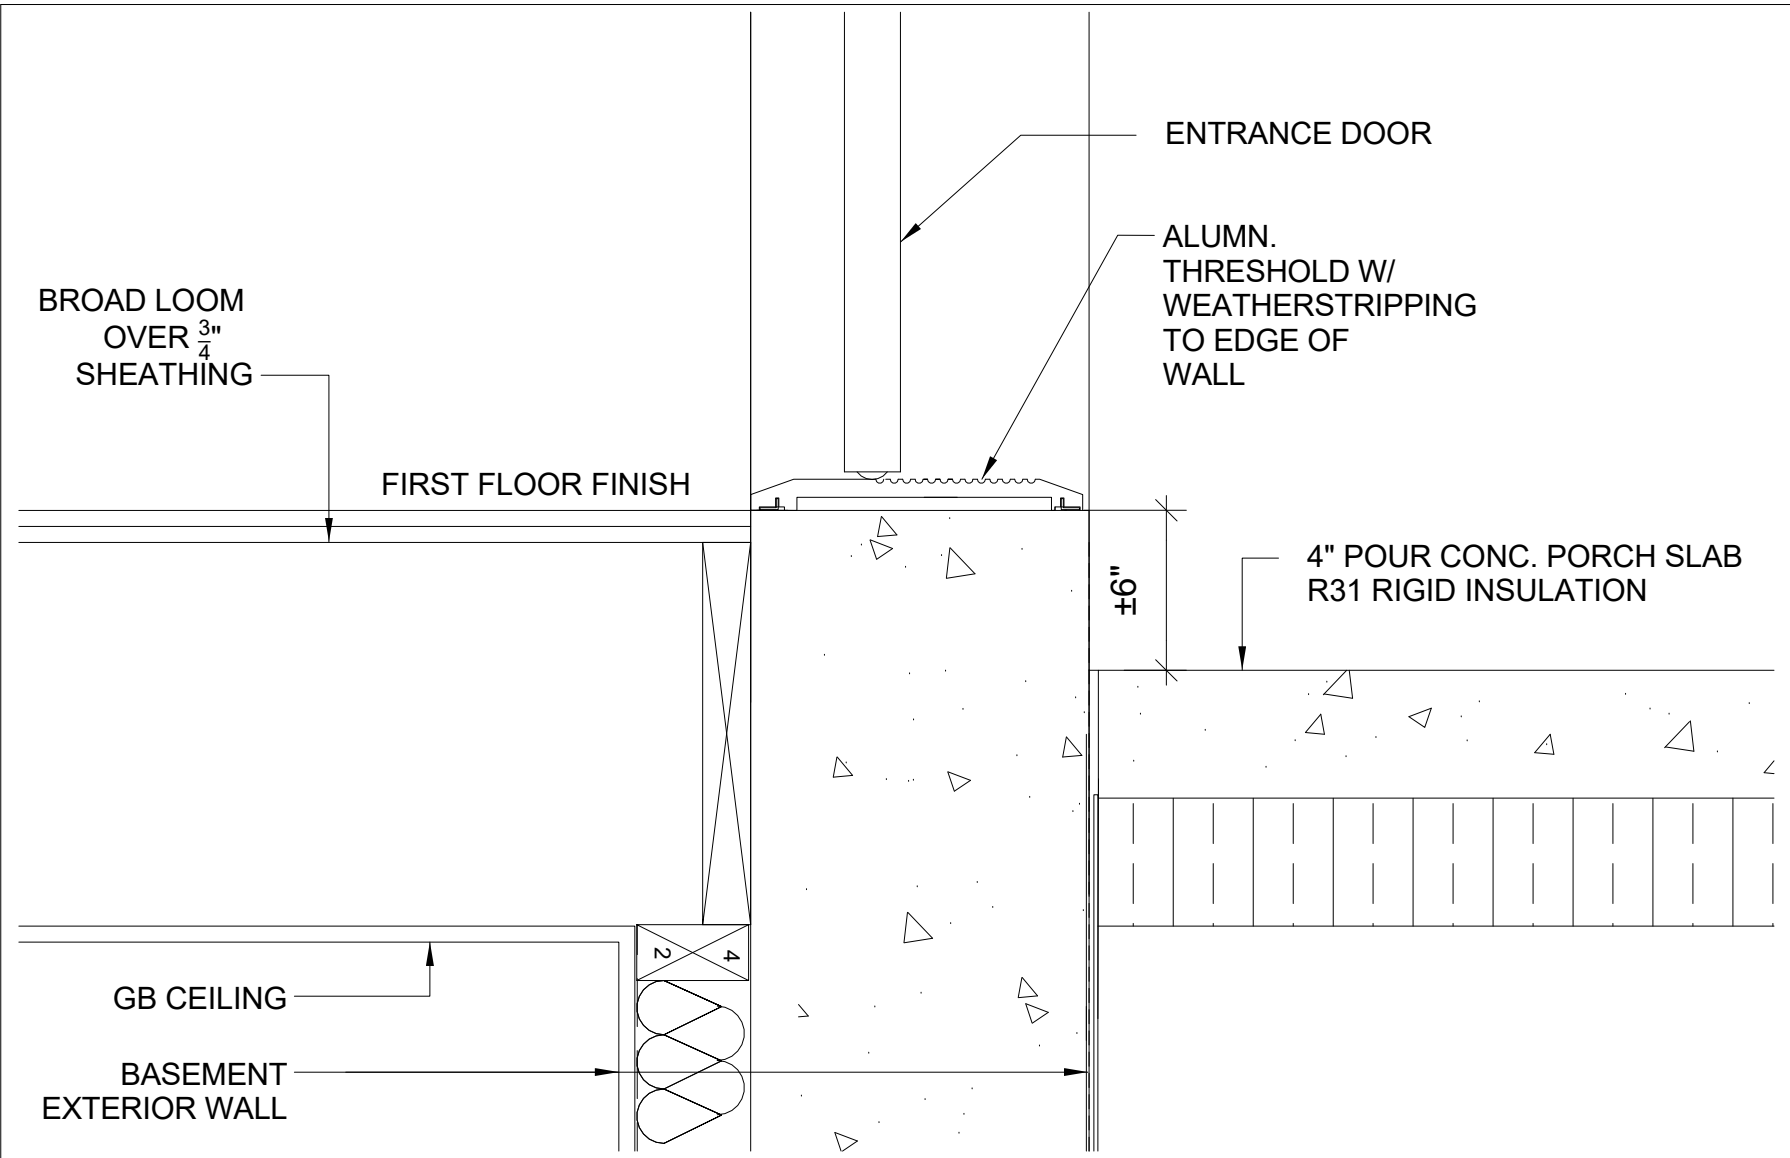 ENTRANCE DOOR
ALUMN.
THRESHOLD W/
WEATHERSTRIPPING
TO EDGE OF
WALL
BROAD LOOM
OVER 3/4"
SHEATHING
FIRST FLOOR FINISH
±6"
4" POUR CONC. PORCH SLAB
R31 RIGID INSULATION
2 4
GB CEILING
BASEMENT
EXTERIOR WALL